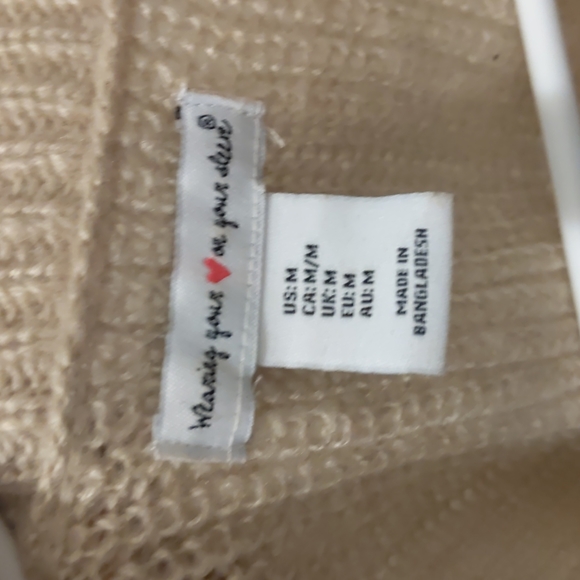 Wearing your ❤ on your sleeve®
US: M
CA: M/M
UK: M
EU: M
AU: M
MADE IN
BANGLADESH